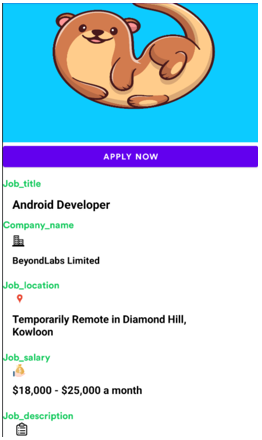 APPLY NOW
Job_title
Android Developer
Company_name
BeyondLabs Limited
Job_location
Temporarily Remote in Diamond Hill,
Kowloon
Job_salary
$18,000 - $25,000 a month
Job_description